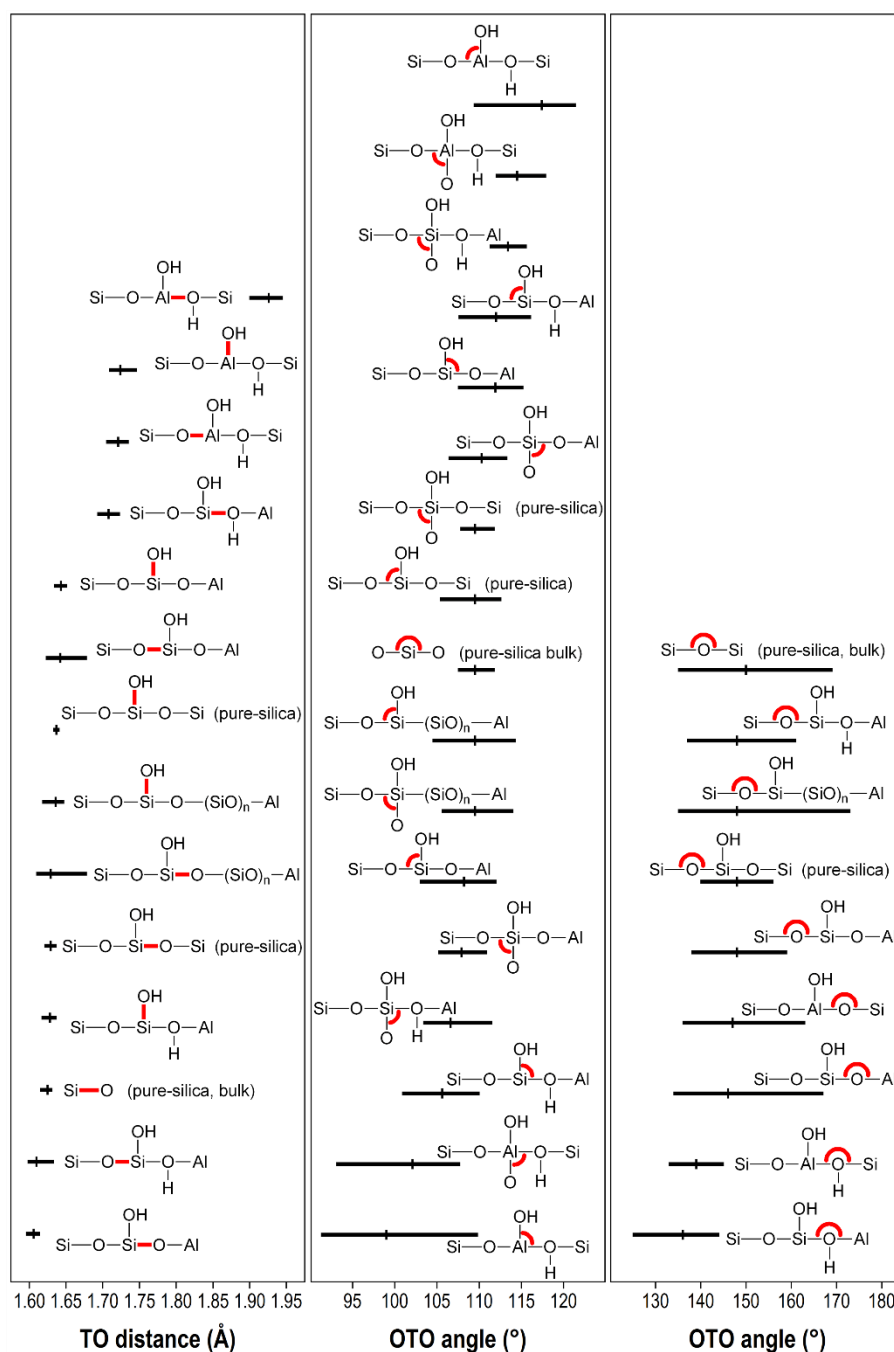 OH
Si—O—Al—O—Si
H
OH
Si—O—Al—O—Si
H
OH
Si—O—Al—O—Si
H
OH
Si—O—Si—O—Al
H
OH
Si—O—Si—O—Al
OH
Si—O—Si—O—Al
OH
Si—O—Si—O—Si (pure-silica)
OH
Si—O—Si—O—(SiO)n—Al
OH
Si—O—Si—O—(SiO)n—Al
OH
Si—O—Si—O—Si (pure-silica)
OH
Si—O—Si—O—Al
H
Si—O (pure-silica, bulk)
OH
Si—O—Si—O—Al
H
OH
Si—O—Si—O—Al
1.60 1.65 1.70 1.75 1.80 1.85 1.90 1.95
TO distance (Å)
OH
Si—O—Al—O—Si
H
OH
Si—O—Al—O—Si
O H
OH
Si—O—Si—O—Al
O H
OH
Si—O—Si—O—Al
H
OH
Si—O—Si—O—Al
OH
Si—O—Si—O—Al
O
OH
Si—O—Si—O—Si (pure-silica)
O
OH
Si—O—Si—O—Si (pure-silica)
O—Si—O (pure-silica bulk)
OH
Si—O—Si—(SiO)n—Al
OH
Si—O—Si—(SiO)n—Al
O
OH
Si—O—Si—O—Al
OH
Si—O—Si—O—Al
O
OH
Si—O—Si—O—Al
O H
OH
Si—O—Si—O—Al
H
OH
Si—O—Al—O—Si
O H
OH
Si—O—Al—O—Si
H
95 100 105 110 115 120
OTO angle (°)
Si—O—Si (pure-silica, bulk)
OH
Si—O—Si—O—Al
H
OH
Si—O—Si—(SiO)n—Al
OH
Si—O—Si—O—Si (pure-silica)
OH
Si—O—Si—O—A
OH
Si—O—Al—O—Si
OH
Si—O—Si—O—A
OH
Si—O—Al—O—Si
H
OH
Si—O—Si—O—Al
H
130 140 150 160 170 180
OTO angle (°)